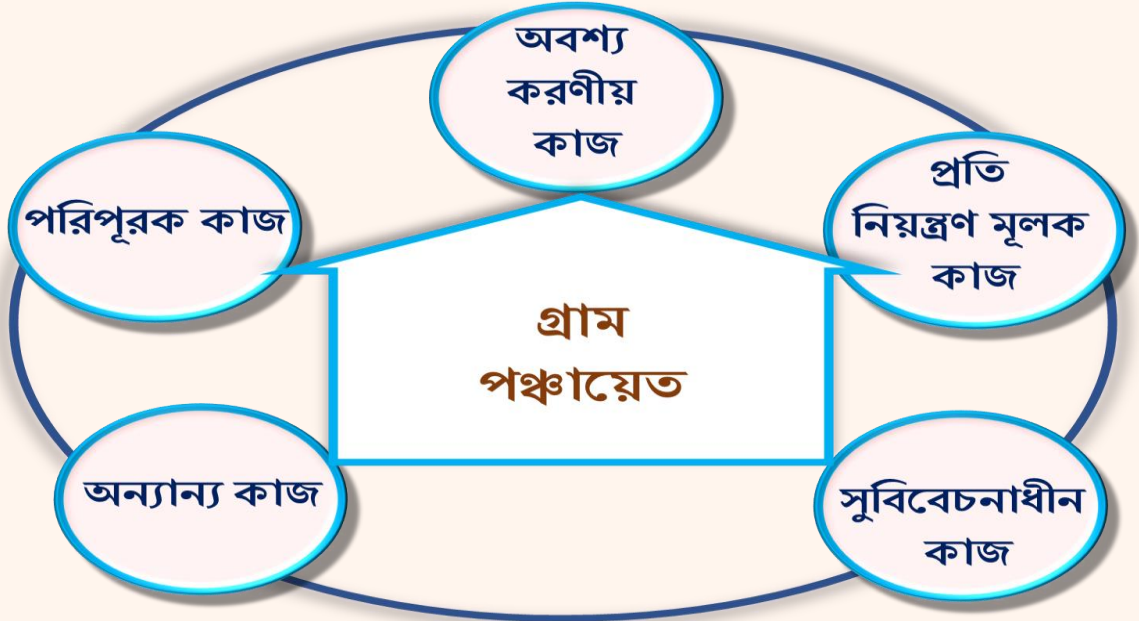 অবশ্য
করণীয়
কাজ
পরিপূরক কাজ
প্রতি
নিয়ন্ত্রণ মূলক
কাজ
গ্রাম
পঞ্চায়েত
অন্যান্য কাজ
সুবিবেচনাধীন
কাজ